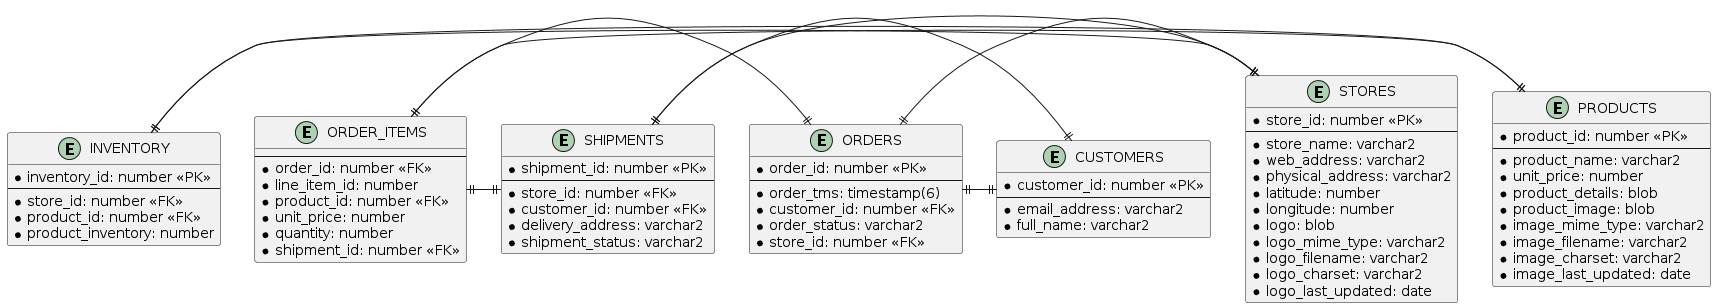 E INVENTORY
inventory_id: number «PK»
store_id: number «FK»
product_id: number «FK»
product_inventory: number
E ORDER_ITEMS
order_id: number «FK»
line_item_id: number
product_id: number «FK»
unit_price: number
quantity: number
shipment_id: number «FK»
E SHIPMENTS
shipment_id: number «PK»
store_id: number «FK»
customer_id: number «FK»
delivery_address: varchar2
shipment_status: varchar2
E ORDERS
order_id: number «PK»
order_tms: timestamp(6)
customer_id: number «FK»
order_status: varchar2
store_id: number «FK»
E CUSTOMERS
customer_id: number «PK»
email_address: varchar2
full_name: varchar2
E STORES
store_id: number «PK»
store_name: varchar2
web_address: varchar2
physical_address: varchar2
latitude: number
longitude: number
logo: blob
logo_mime_type: varchar2
logo_filename: varchar2
logo_charset: varchar2
logo_last_updated: date
E PRODUCTS
product_id: number «PK»
product_name: varchar2
unit_price: number
product_details: blob
product_image: blob
image_mime_type: varchar2
image_filename: varchar2
image_charset: varchar2
image_last_updated: date